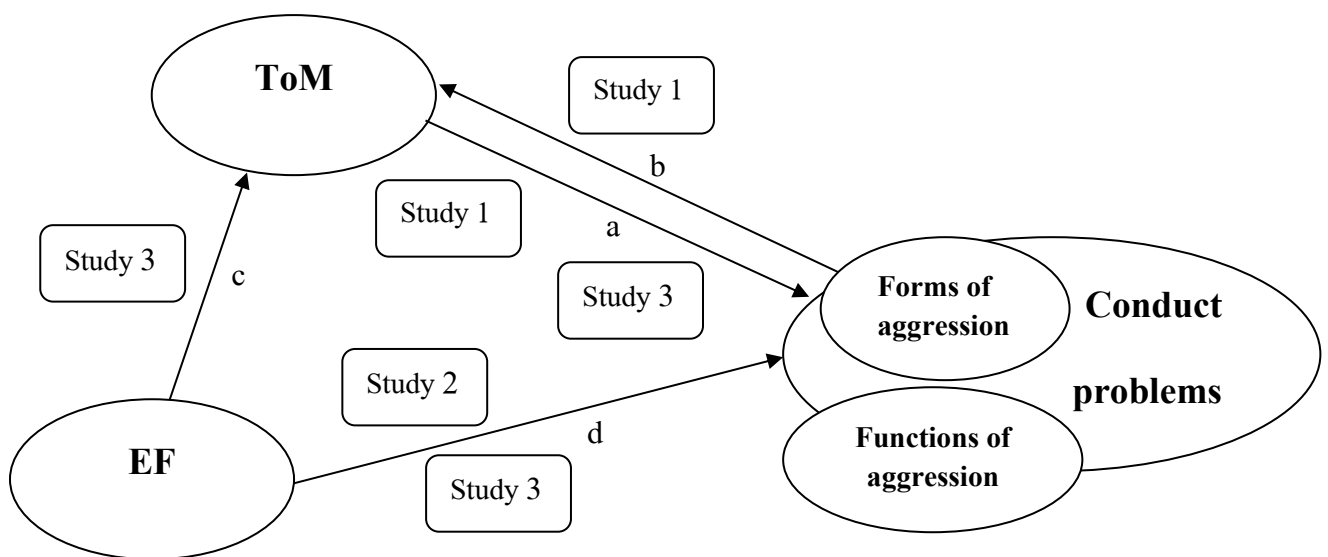 ToM
Study 1
b
Study 1
a
Study 3
c
Study 3
Forms of
aggression
Conduct
problems
Study 2
d
Functions of
aggression
EF
Study 3